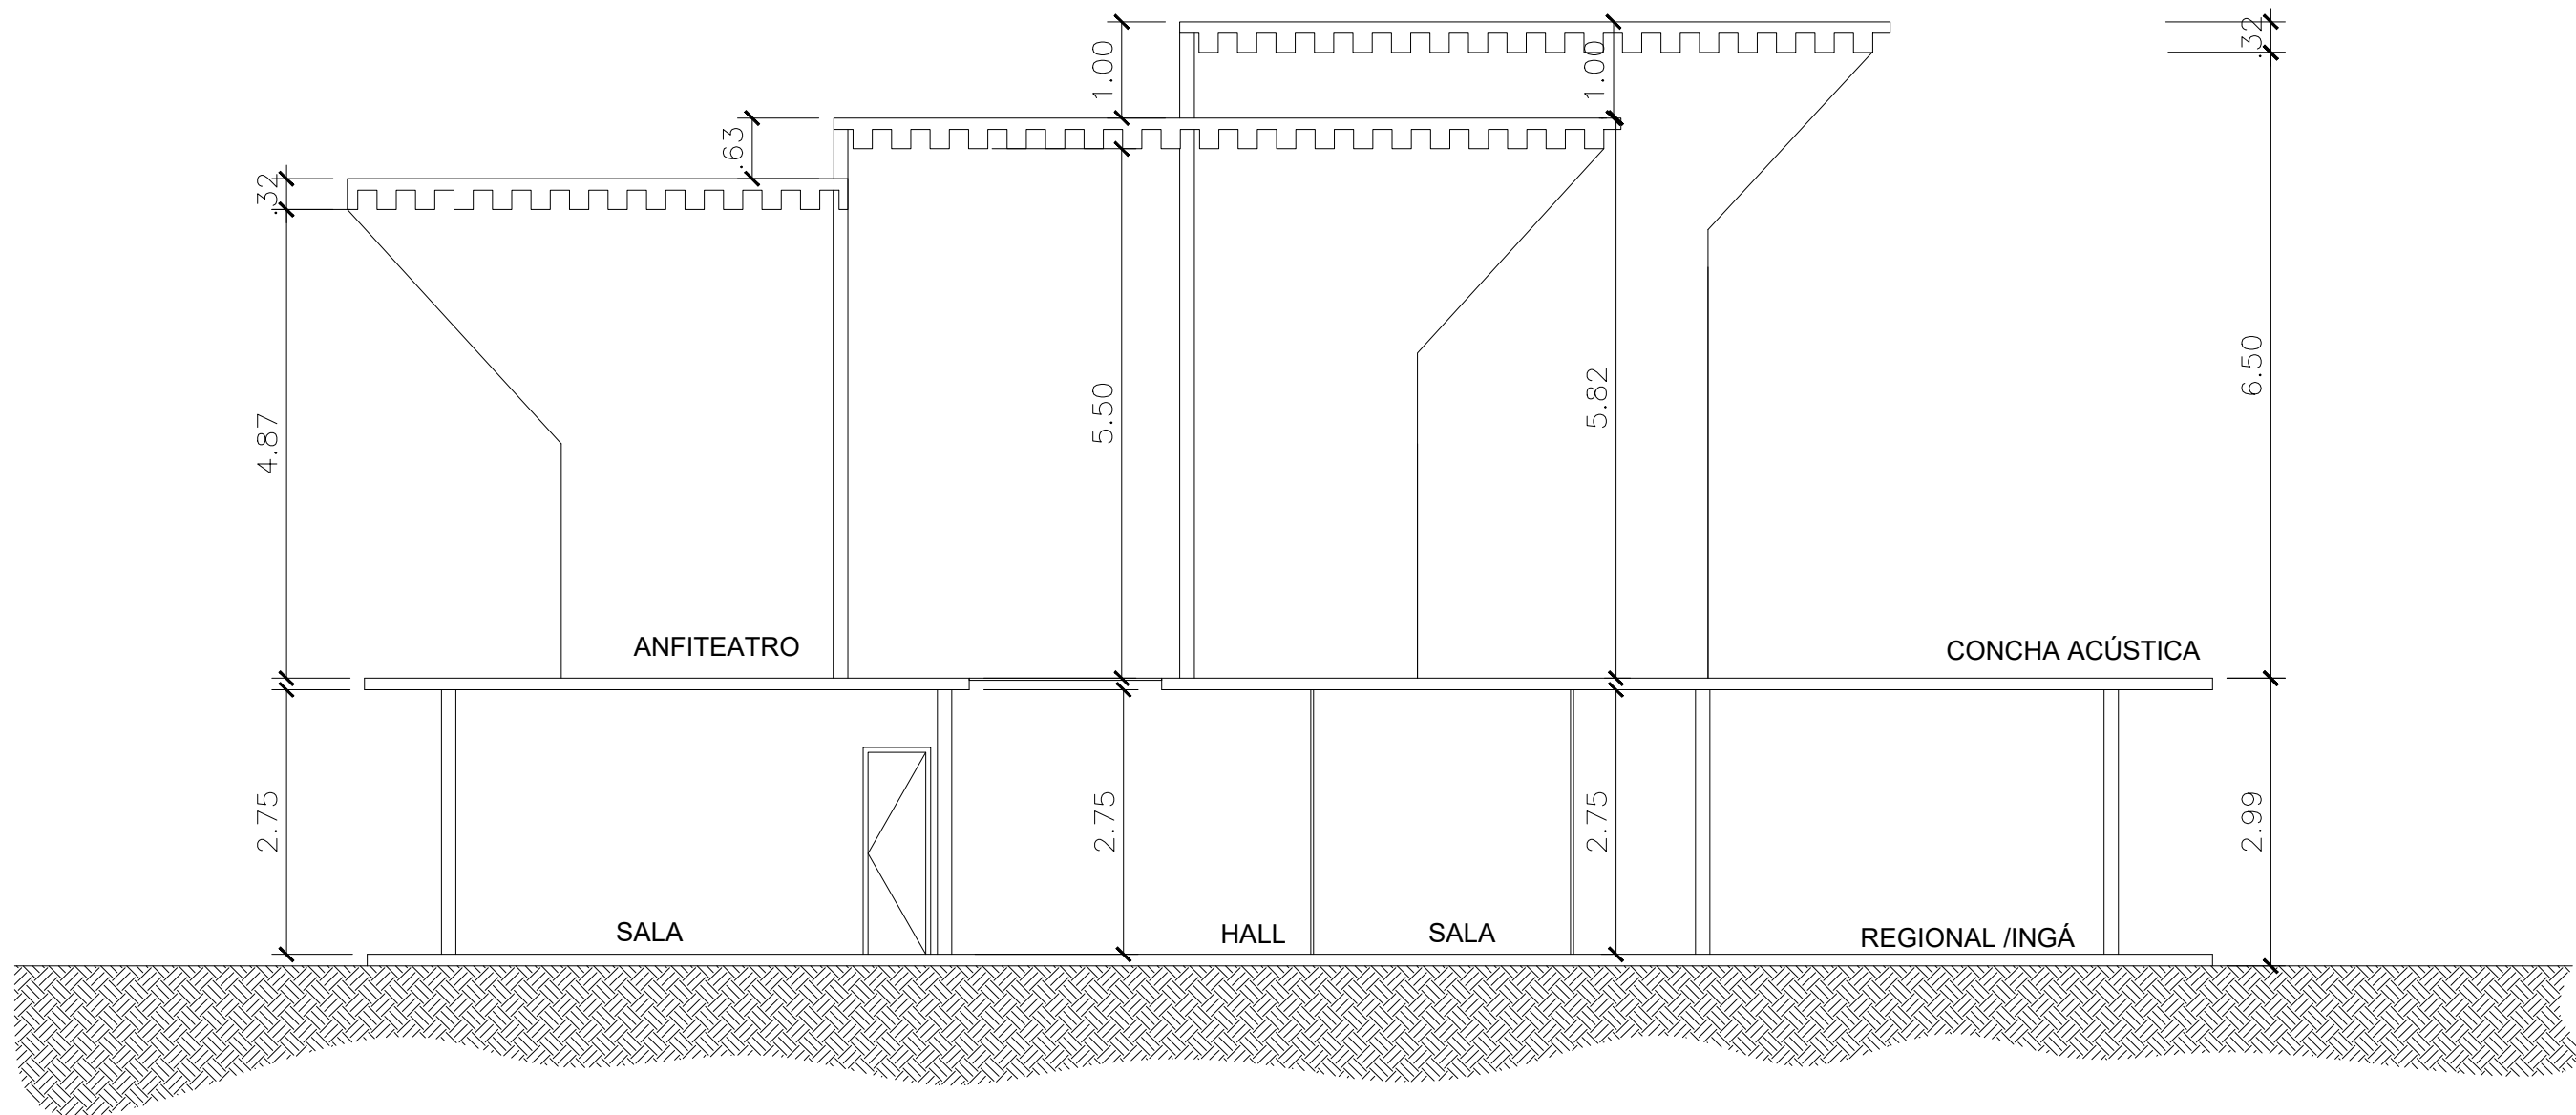 1.00
1.00
.32
.63
.32
4.87
5.50
5.82
6.50
ANFITEATRO
CONCHA ACÚSTICA
2.75
2.75
2.75
2.99
SALA
HALL
SALA
REGIONAL /INGÁ